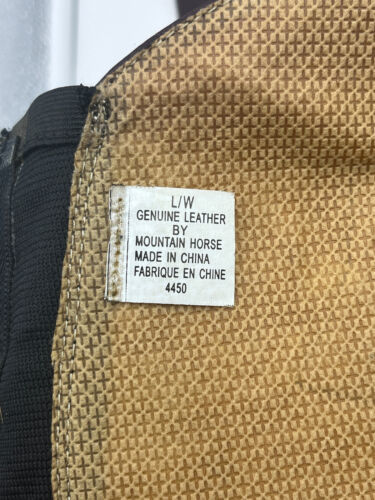 L/W
GENUINE LEATHER
BY
MOUNTAIN HORSE
MADE IN CHINA
FABRIQUE EN CHINE
4450